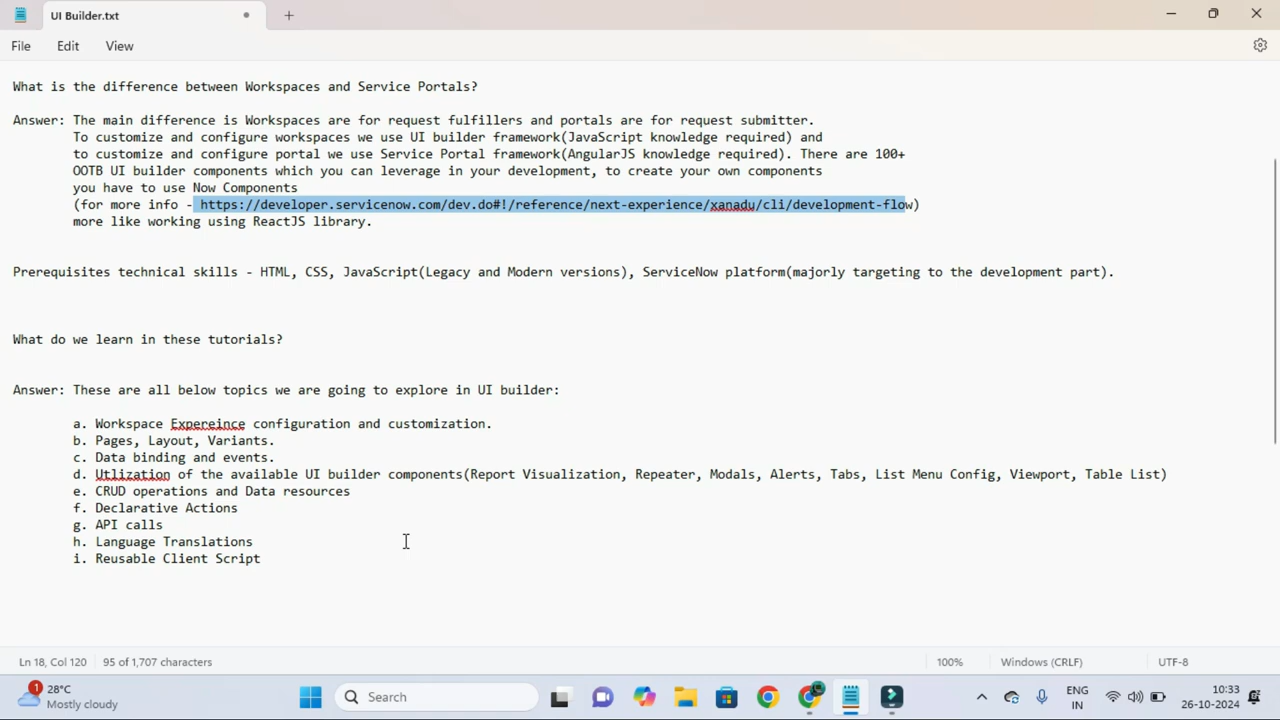 UI Builder.txt
File Edit View
What is the difference between Workspaces and Service Portals?
Answer: The main difference is Workspaces are for request fulfillers and portals are for request submitter.
To customize and configure workspaces we use UI builder framework(JavaScript knowledge required) and
to customize and configure portal we use Service Portal framework(AngularJS knowledge required). There are 100+
OOTB UI builder components which you can leverage in your development, to create your own components
you have to use Now Components
(for more info - https://developer.servicenow.com/dev.do#!/reference/next-experience/xanadu/cli/development-flow)
more like working using ReactJS library.
Prerequisites technical skills - HTML, CSS, JavaScript(Legacy and Modern versions), ServiceNow platform(majorly targeting to the development part).
What do we learn in these tutorials?
Answer: These are all below topics we are going to explore in UI builder:
a. Workspace Expereince configuration and customization.
b. Pages, Layout, Variants.
c. Data binding and events.
d. Utlization of the available UI builder components(Report Visualization, Repeater, Modals, Alerts, Tabs, List Menu Config, Viewport, Table List)
e. CRUD operations and Data resources
f. Declarative Actions
g. API calls
h. Language Translations
i. Reusable Client Script
Ln 18, Col 120 95 of 1,707 characters 100% Windows (CRLF) UTF-8
1 28°C
Mostly cloudy
Search
ENG
IN
10:33
26-10-2024